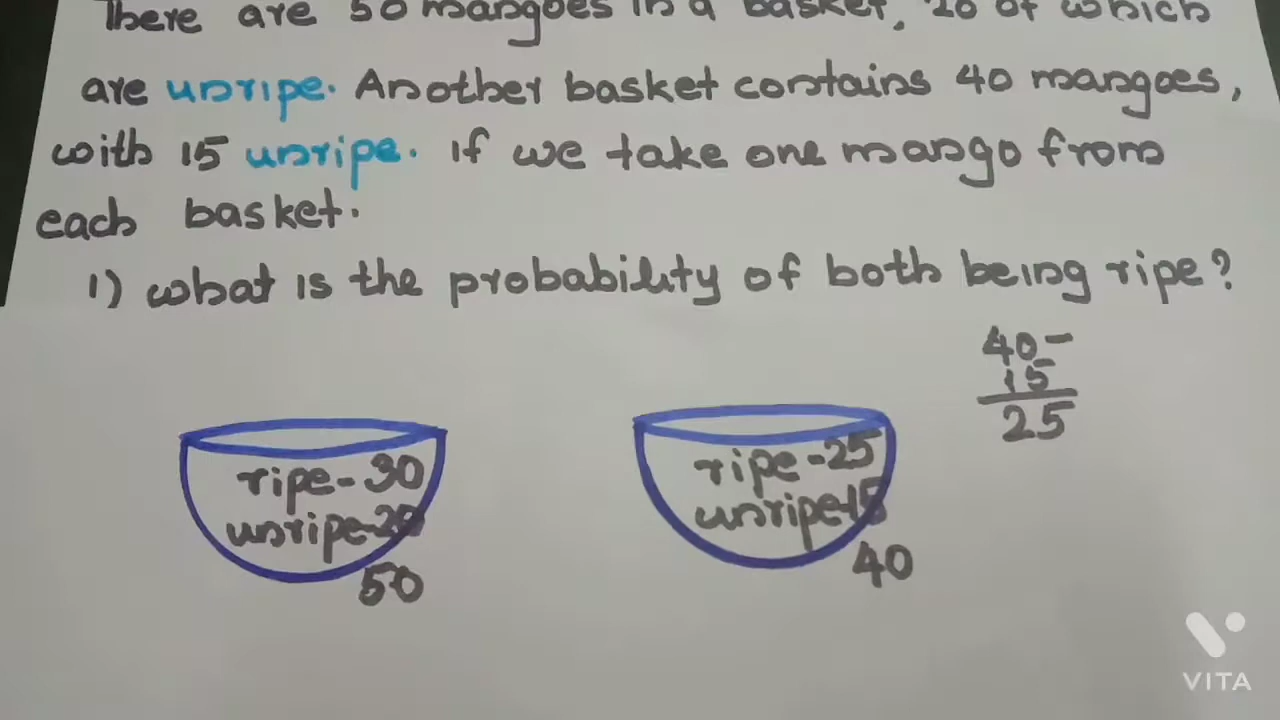 There are 50 mangoes in a basket, 20 of which
are unripe. Another basket contains 40 mangoes,
with 15 unripe. If we take one mango from
each basket.
1) What is the probability of both being ripe?
40-
15
25
ripe-30
unripe-20
50
ripe-25
unripe-15
40
VITA